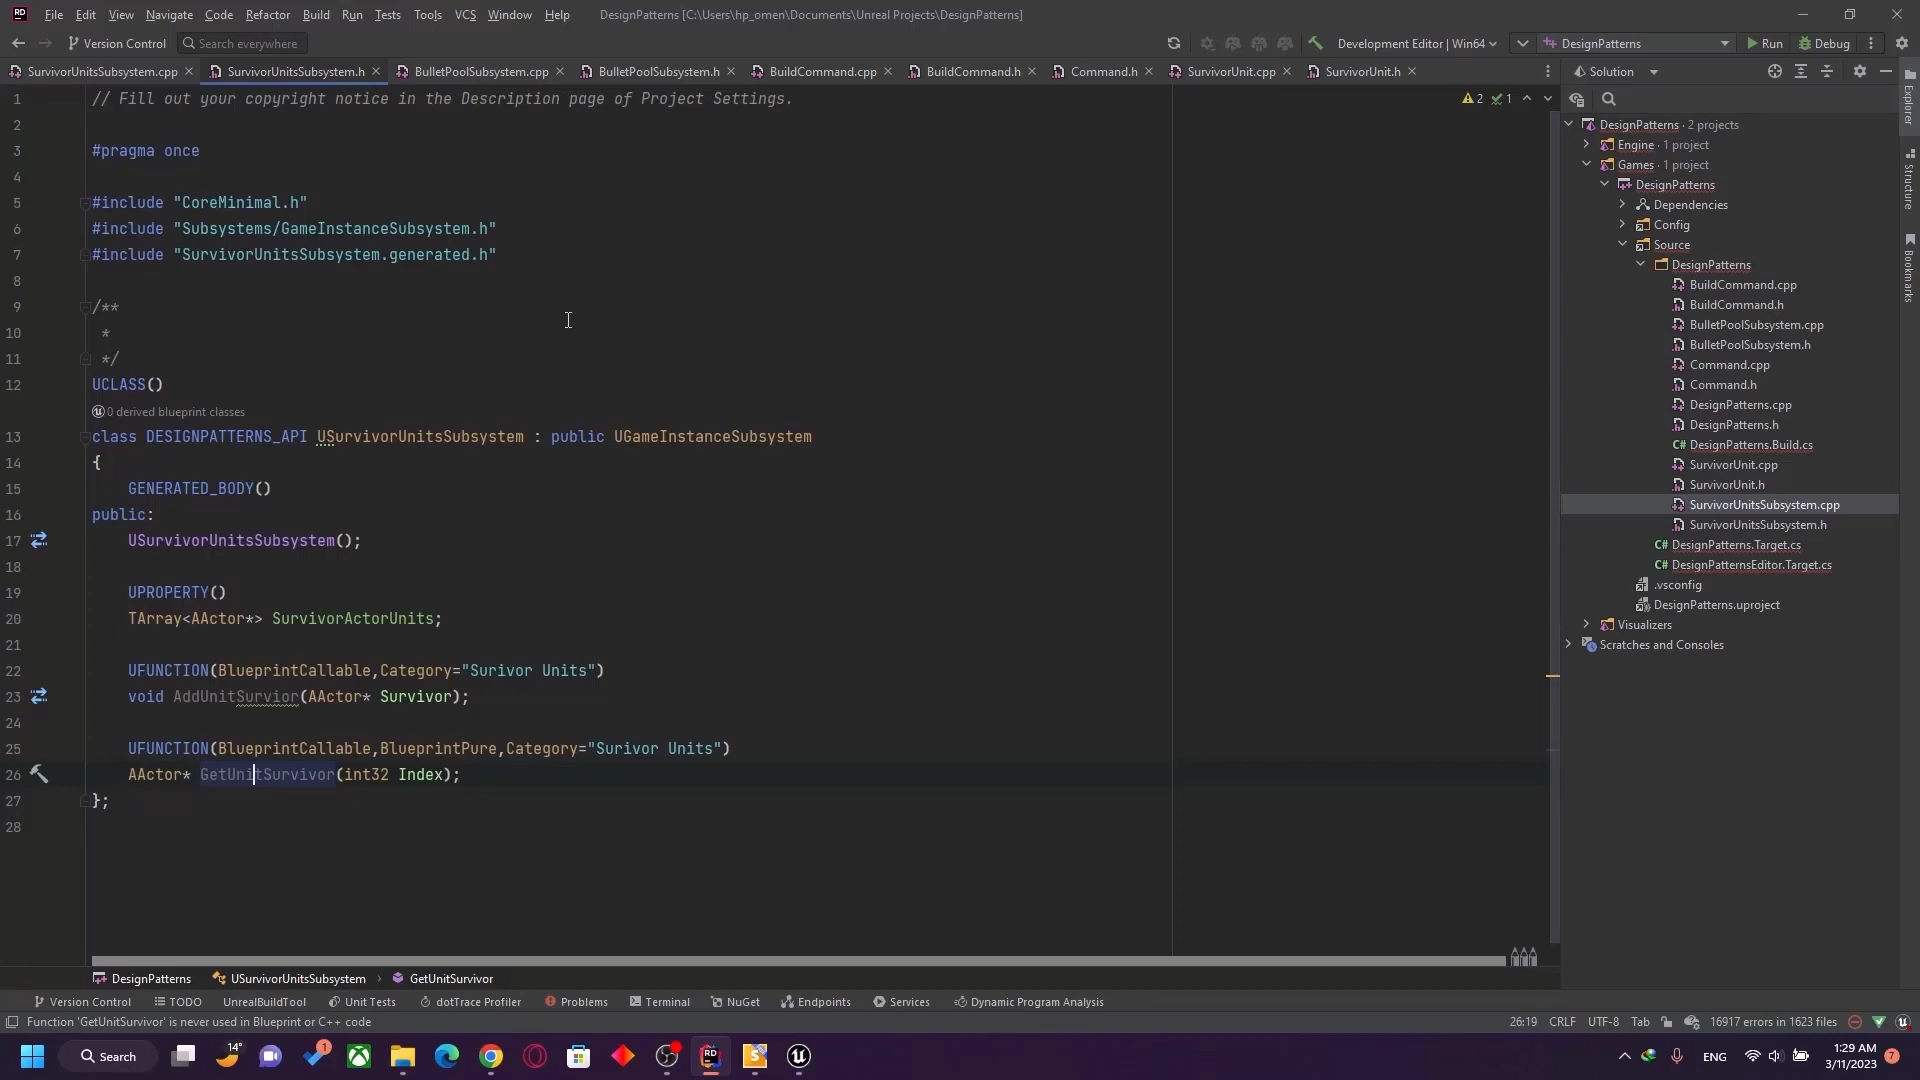 RD File Edit View Navigate Code Refactor Build Run Tests Tools VCS Window Help DesignPatterns [C:\Users\hp_omen\Documents\Unreal Projects\DesignPatterns]
Version Control Search everywhere Development Editor | Win64 DesignPatterns Run Debug
SurvivorUnitsSubsystem.cpp SurvivorUnitsSubsystem.h BulletPoolSubsystem.cpp BulletPoolSubsystem.h BuildCommand.cpp BuildCommand.h Command.h SurvivorUnit.cpp SurvivorUnit.h Solution
1 // Fill out your copyright notice in the Description page of Project Settings.
2
3 #pragma once
4
5 #include "CoreMinimal.h"
6 #include "Subsystems/GameInstanceSubsystem.h"
7 #include "SurvivorUnitsSubsystem.generated.h"
8
9 /**
10 *
11 */
12 UCLASS()
0 derived blueprint classes
13 class DESIGNPATTERNS_API USurvivorUnitsSubsystem : public UGameInstanceSubsystem
14 {
15 GENERATED_BODY()
16 public:
17 USurvivorUnitsSubsystem();
18
19 UPROPERTY()
20 TArray<AActor*> SurvivorActorUnits;
21
22 UFUNCTION(BlueprintCallable,Category="Surivor Units")
23 void AddUnitSurvior(AActor* Survivor);
24
25 UFUNCTION(BlueprintCallable,BlueprintPure,Category="Surivor Units")
26 AActor* GetUnitSurvivor(int32 Index);
27 };
28
2 1
DesignPatterns · 2 projects
Engine · 1 project
Games · 1 project
DesignPatterns
Dependencies
Config
Source
DesignPatterns
BuildCommand.cpp
BuildCommand.h
BulletPoolSubsystem.cpp
BulletPoolSubsystem.h
Command.cpp
Command.h
DesignPatterns.cpp
DesignPatterns.h
C# DesignPatterns.Build.cs
SurvivorUnit.cpp
SurvivorUnit.h
SurvivorUnitsSubsystem.cpp
SurvivorUnitsSubsystem.h
C# DesignPatterns.Target.cs
C# DesignPatternsEditor.Target.cs
.vsconfig
DesignPatterns.uproject
Visualizers
Scratches and Consoles
Explorer
Structure
Bookmarks
DesignPatterns USurvivorUnitsSubsystem GetUnitSurvivor
Version Control TODO UnrealBuildTool Unit Tests dotTrace Profiler Problems Terminal NuGet Endpoints Services Dynamic Program Analysis
Function 'GetUnitSurvivor' is never used in Blueprint or C++ code 26:19 CRLF UTF-8 Tab 16917 errors in 1623 files
Search 14° 1 RD ENG 1:29 AM 7
3/11/2023